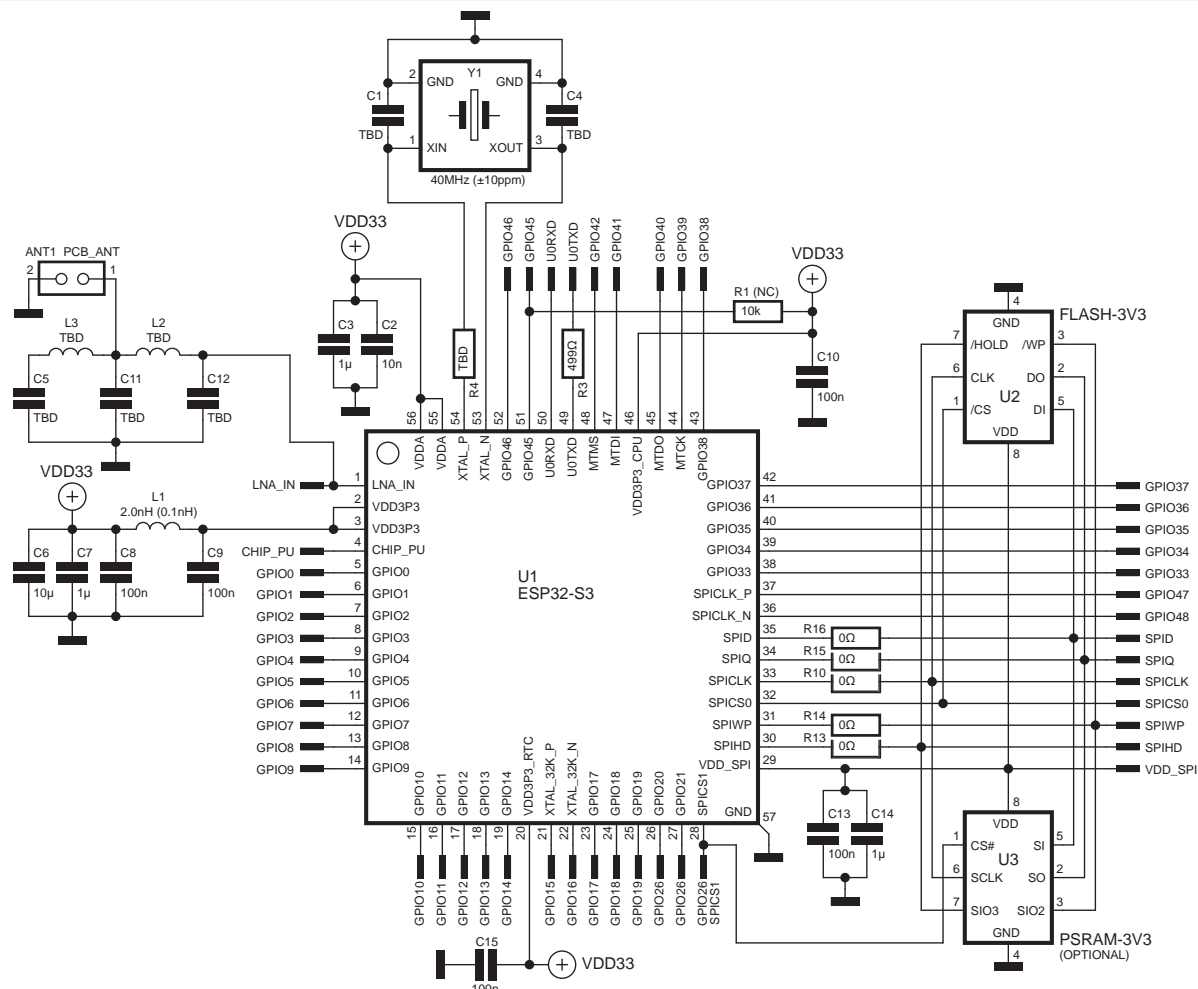 2
GND
Y1
4
GND
C1
TBD
C4
TBD
1
XIN
XOUT
3
40MHz (±10ppm)
VDD33
GPIO46
GPIO45
U0RXD
U0TXD
GPIO42
GPIO41
GPIO40
GPIO39
GPIO38
VDD33
ANT1 PCB_ANT
2
1
R1 (NC)
10k
L3
TBD
L2
TBD
C3
1µ
C2
10n
TBD
R4
499Ω
R3
C10
100n
C5
TBD
C11
TBD
C12
TBD
4
GND
FLASH-3V3
7
/HOLD
/WP
3
6
CLK
DO
2
1
/CS
DI
5
U2
VDD
8
56
55
54
53
52
51
50
49
48
47
46
45
44
43
VDDA
VDDA
XTAL_P
XTAL_N
GPIO46
GPIO45
U0RXD
U0TXD
MTMS
MTDI
VDD3P3_CPU
MTDO
MTCK
GPIO38
VDD33
L1
2.0nH (0.1nH)
C6
10µ
C7
1µ
C8
100n
C9
100n
LNA_IN
1
LNA_IN
2
VDD3P3
3
VDD3P3
CHIP_PU
4
CHIP_PU
GPIO0
5
GPIO0
GPIO1
6
GPIO1
GPIO2
7
GPIO2
GPIO3
8
GPIO3
GPIO4
9
GPIO4
GPIO5
10
GPIO5
GPIO6
11
GPIO6
GPIO7
12
GPIO7
GPIO8
13
GPIO8
GPIO9
14
GPIO9
U1
ESP32-S3
GPIO37
42
GPIO37
GPIO36
41
GPIO36
GPIO35
40
GPIO35
GPIO34
39
GPIO34
GPIO33
38
GPIO33
SPICLK_P
37
GPIO47
SPICLK_N
36
GPIO48
SPID
35
R16
0Ω
SPID
SPIQ
34
R15
0Ω
SPIQ
SPICLK
33
R10
0Ω
SPICLK
SPICS0
32
SPICS0
SPIWP
31
R14
0Ω
SPIWP
SPIHD
30
R13
0Ω
SPIHD
VDD_SPI
29
VDD_SPI
GND
57
GPIO10
GPIO11
GPIO12
GPIO13
GPIO14
VDD3P3_RTC
XTAL_32K_P
XTAL_32K_N
GPIO17
GPIO18
GPIO19
GPIO20
GPIO21
SPICS1
15
16
17
18
19
20
21
22
23
24
25
26
27
28
GPIO10
GPIO11
GPIO12
GPIO13
GPIO14
GPIO15
GPIO16
GPIO17
GPIO18
GPIO19
GPIO26
GPIO26
GPIO26
SPICS1
C13
100n
C14
1µ
8
VDD
1
CS#
SI
5
U3
6
SCLK
SO
2
7
SIO3
SIO2
3
GND
4
PSRAM-3V3
(OPTIONAL)
C15
100n
VDD33